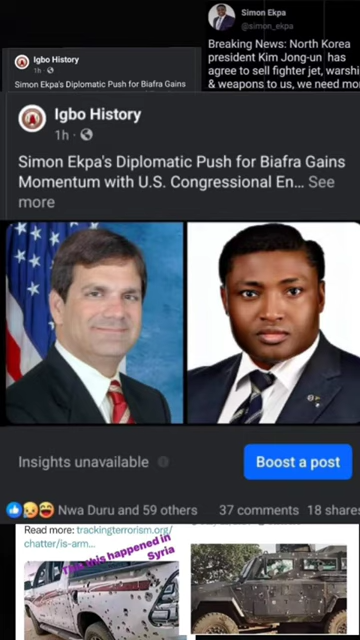 Simon Ekpa
@simon_ekpa
Breaking News: North Korea
president Kim Jong-un has
agree to sell fighter jet, warshi
& weapons to us, we need mo
Igbo History
1h
Simon Ekpa's Diplomatic Push for Biafra Gains
Igbo History
1h
Simon Ekpa's Diplomatic Push for Biafra Gains
Momentum with U.S. Congressional En... See
more
Insights unavailable
Boost a post
Nwa Duru and 59 others
37 comments 18 shares
Read more: trackingterrorism.org/
chatter/is-arm...
this happened in
Syria